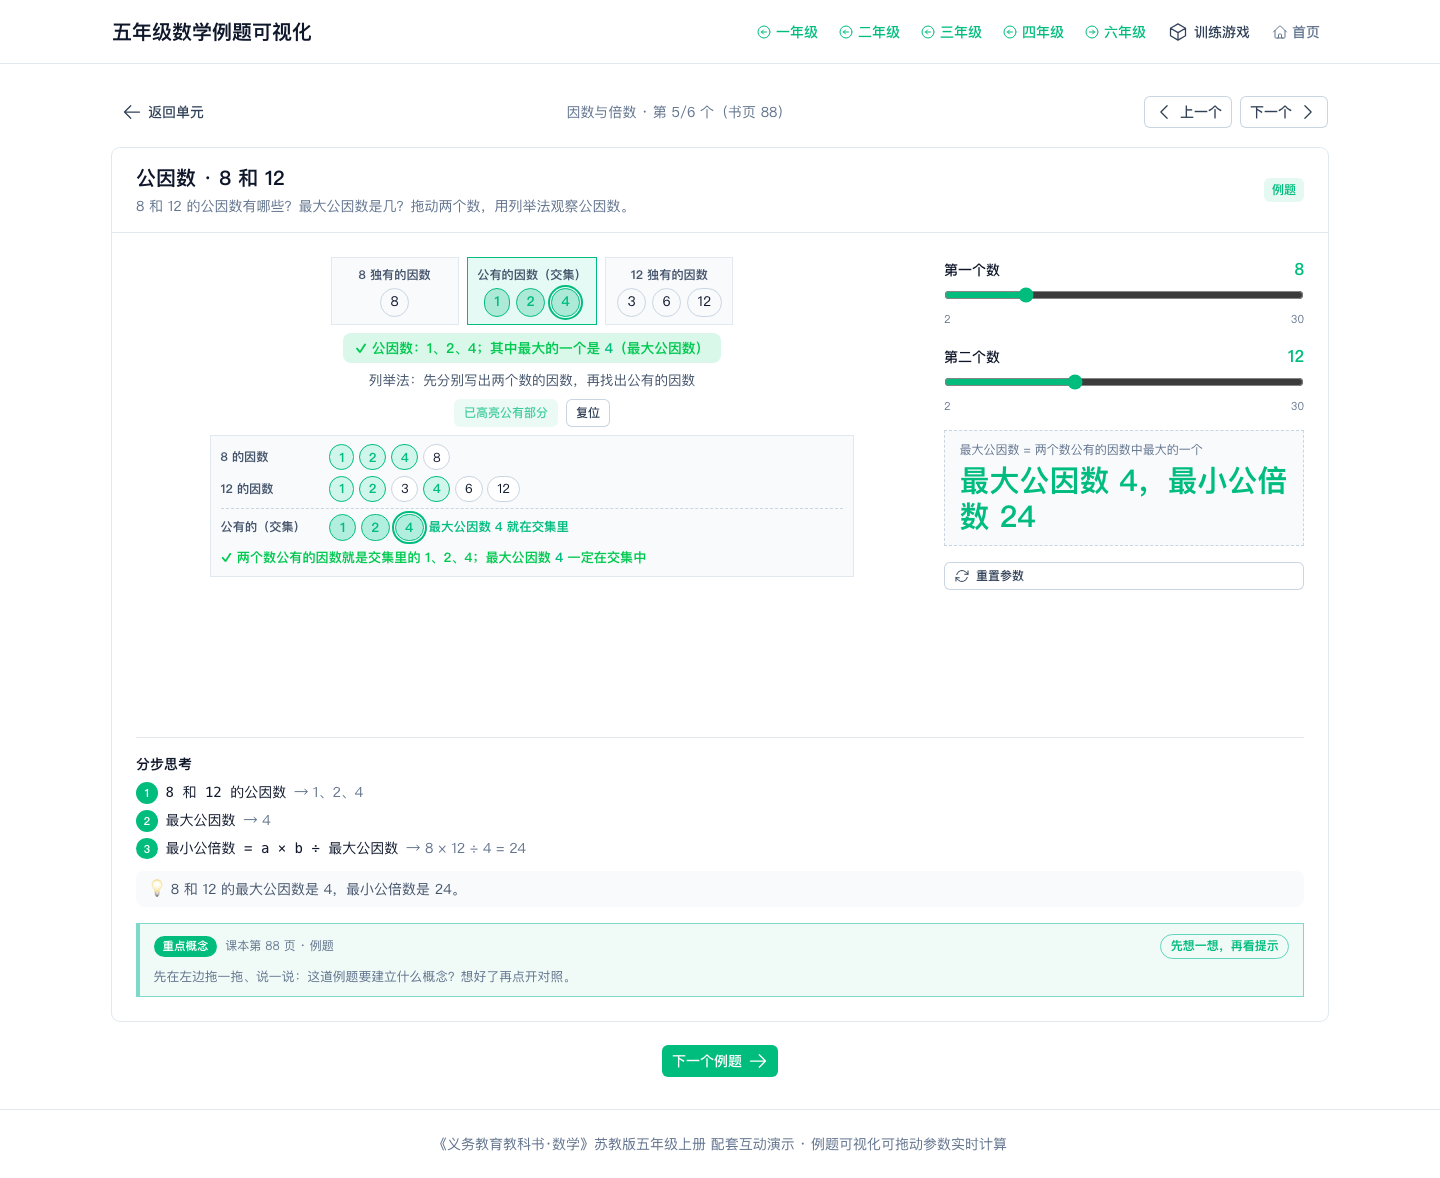 五年级数学例题可视化
一年级 二年级 三年级 四年级 六年级 训练游戏 首页
返回单元
因数与倍数 · 第 5/6 个（书页 88）
上一个 下一个
公因数 · 8 和 12
8 和 12 的公因数有哪些？最大公因数是几？拖动两个数，用列举法观察公因数。
例题
8 独有的因数
8
公有的因数（交集）
1 2 4
12 独有的因数
3 6 12
✓ 公因数：1、2、4；其中最大的一个是 4（最大公因数）
列举法：先分别写出两个数的因数，再找出公有的因数
已高亮公有部分 复位
8 的因数 1 2 4 8
12 的因数 1 2 3 4 6 12
公有的（交集） 1 2 4 最大公因数 4 就在交集里
✓ 两个数公有的因数就是交集里的 1、2、4；最大公因数 4 一定在交集中
第一个数 8
2 30
第二个数 12
2 30
最大公因数 = 两个数公有的因数中最大的一个
最大公因数 4，最小公倍
数 24
重置参数
分步思考
1 8 和 12 的公因数 → 1、2、4
2 最大公因数 → 4
3 最小公倍数 = a × b ÷ 最大公因数 → 8 × 12 ÷ 4 = 24
💡 8 和 12 的最大公因数是 4，最小公倍数是 24。
重点概念 课本第 88 页 · 例题
先想一想，再看提示
先在左边拖一拖、说一说：这道例题要建立什么概念？想好了再点开对照。
下一个例题 →
《义务教育教科书·数学》苏教版五年级上册 配套互动演示 · 例题可视化可拖动参数实时计算